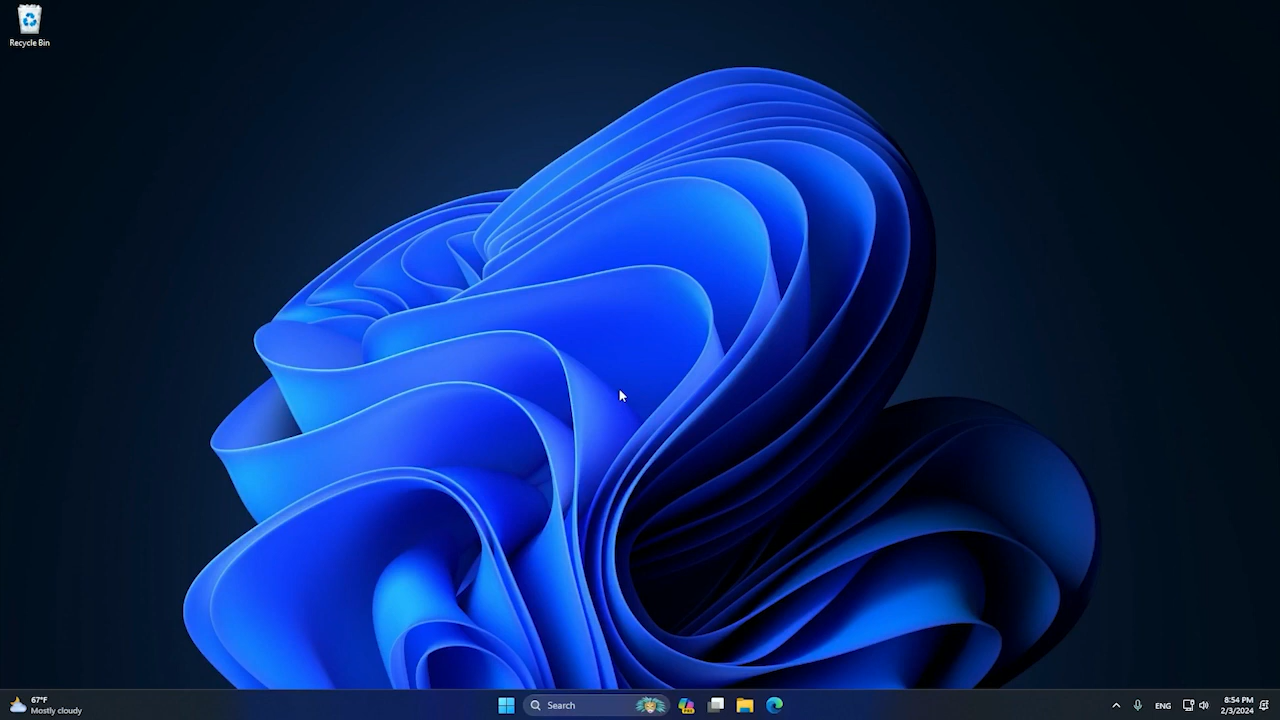 Recycle Bin
67°F
Mostly cloudy
Search
ENG
8:54 PM
2/3/2024